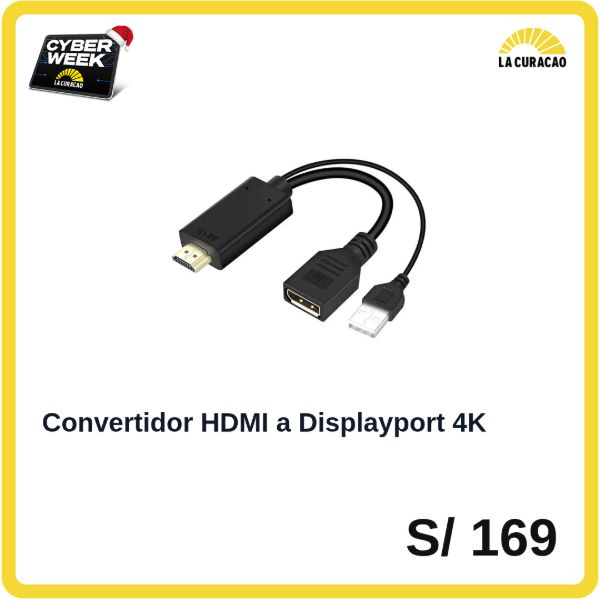 CYBER
WEEK
LA CURACAO
LA CURACAO
Convertidor HDMI a Displayport 4K
S/ 169